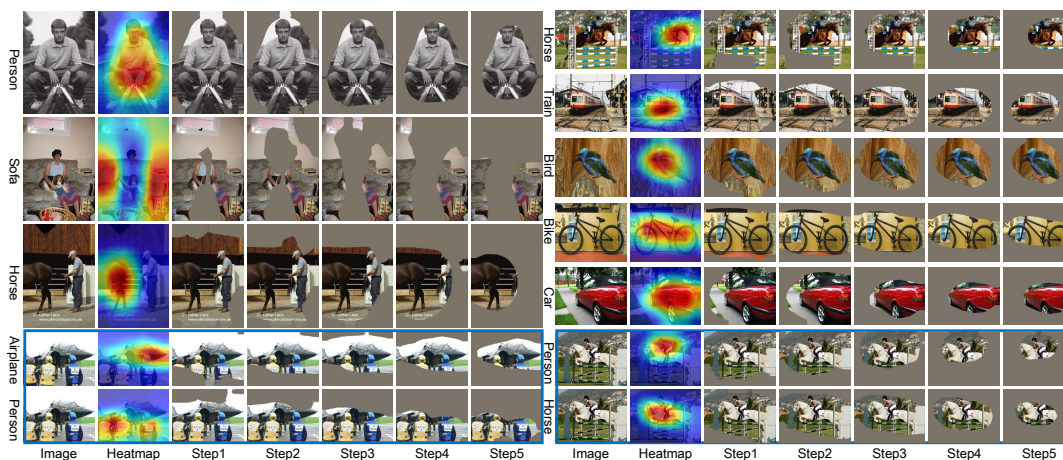 Person
Sofa
Horse
Airplane
Person
Image Heatmap Step1 Step2 Step3 Step4 Step5
Horse
Train
Bird
Bike
Car
Person
Horse
Image Heatmap Step1 Step2 Step3 Step4 Step5